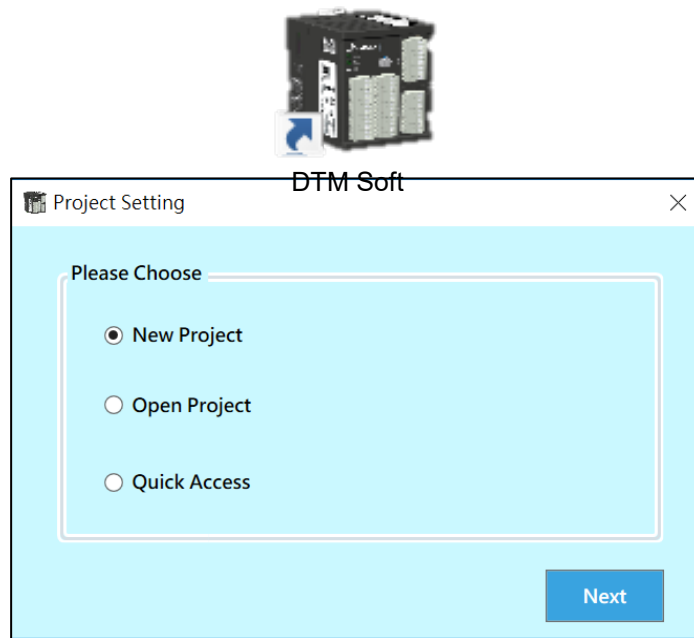 DTM Soft
Project Setting
Please Choose
New Project
Open Project
Quick Access
Next